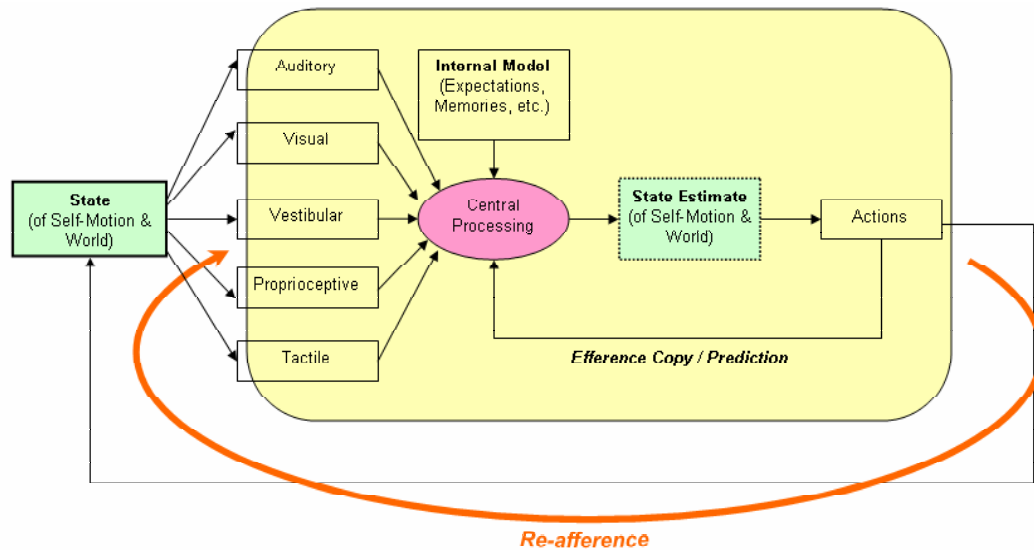 State
(of Self-Motion &
World)
Auditory
Visual
Vestibular
Proprioceptive
Tactile
Internal Model
(Expectations,
Memories, etc.)
Central
Processing
State Estimate
(of Self-Motion &
World)
Actions
Efference Copy / Prediction
Re-afference